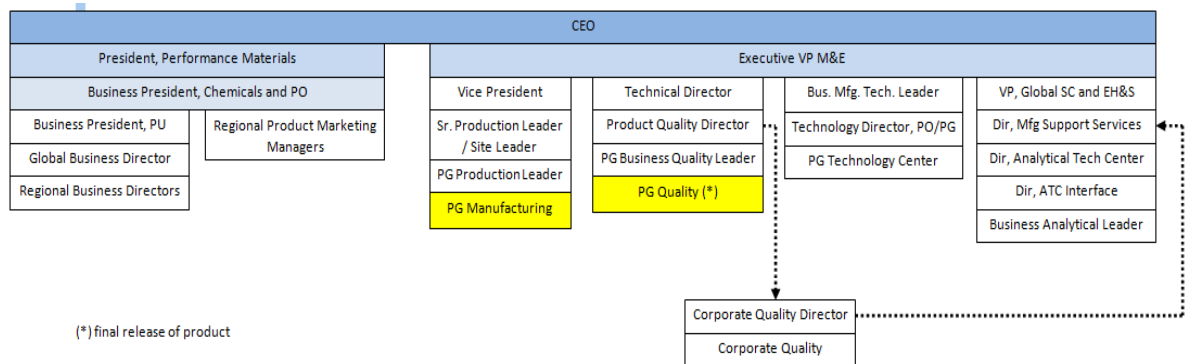 CEO
President, Performance Materials
Executive VP M&E
Business President, Chemicals and PO
Business President, PU
Global Business Director
Regional Business Directors
Regional Product Marketing
Managers
Vice President
Sr. Production Leader
/ Site Leader
PG Production Leader
PG Manufacturing
Technical Director
Product Quality Director
PG Business Quality Leader
PG Quality (*)
Bus. Mfg. Tech. Leader
Technology Director, PO/PG
PG Technology Center
VP, Global SC and EH&S
Dir, Mfg Support Services
Dir, Analytical Tech Center
Dir, ATC Interface
Business Analytical Leader
Corporate Quality Director
Corporate Quality
(*) final release of product